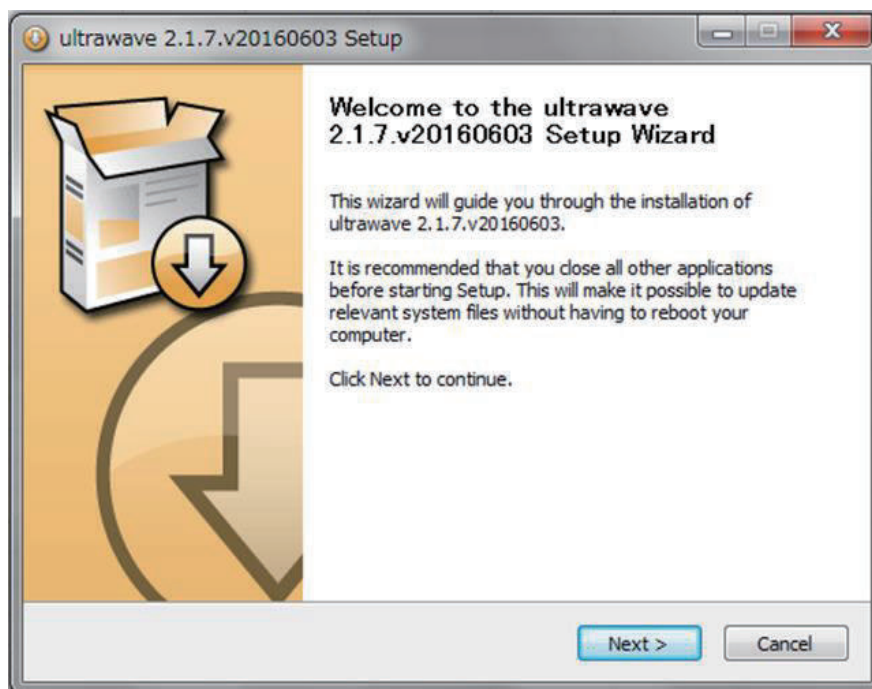 ultrawave 2.1.7.v20160603 Setup
Welcome to the ultrawave
2.1.7.v20160603 Setup Wizard
This wizard will guide you through the installation of
ultrawave 2.1.7.v20160603.
It is recommended that you close all other applications
before starting Setup. This will make it possible to update
relevant system files without having to reboot your
computer.
Click Next to continue.
Next >
Cancel